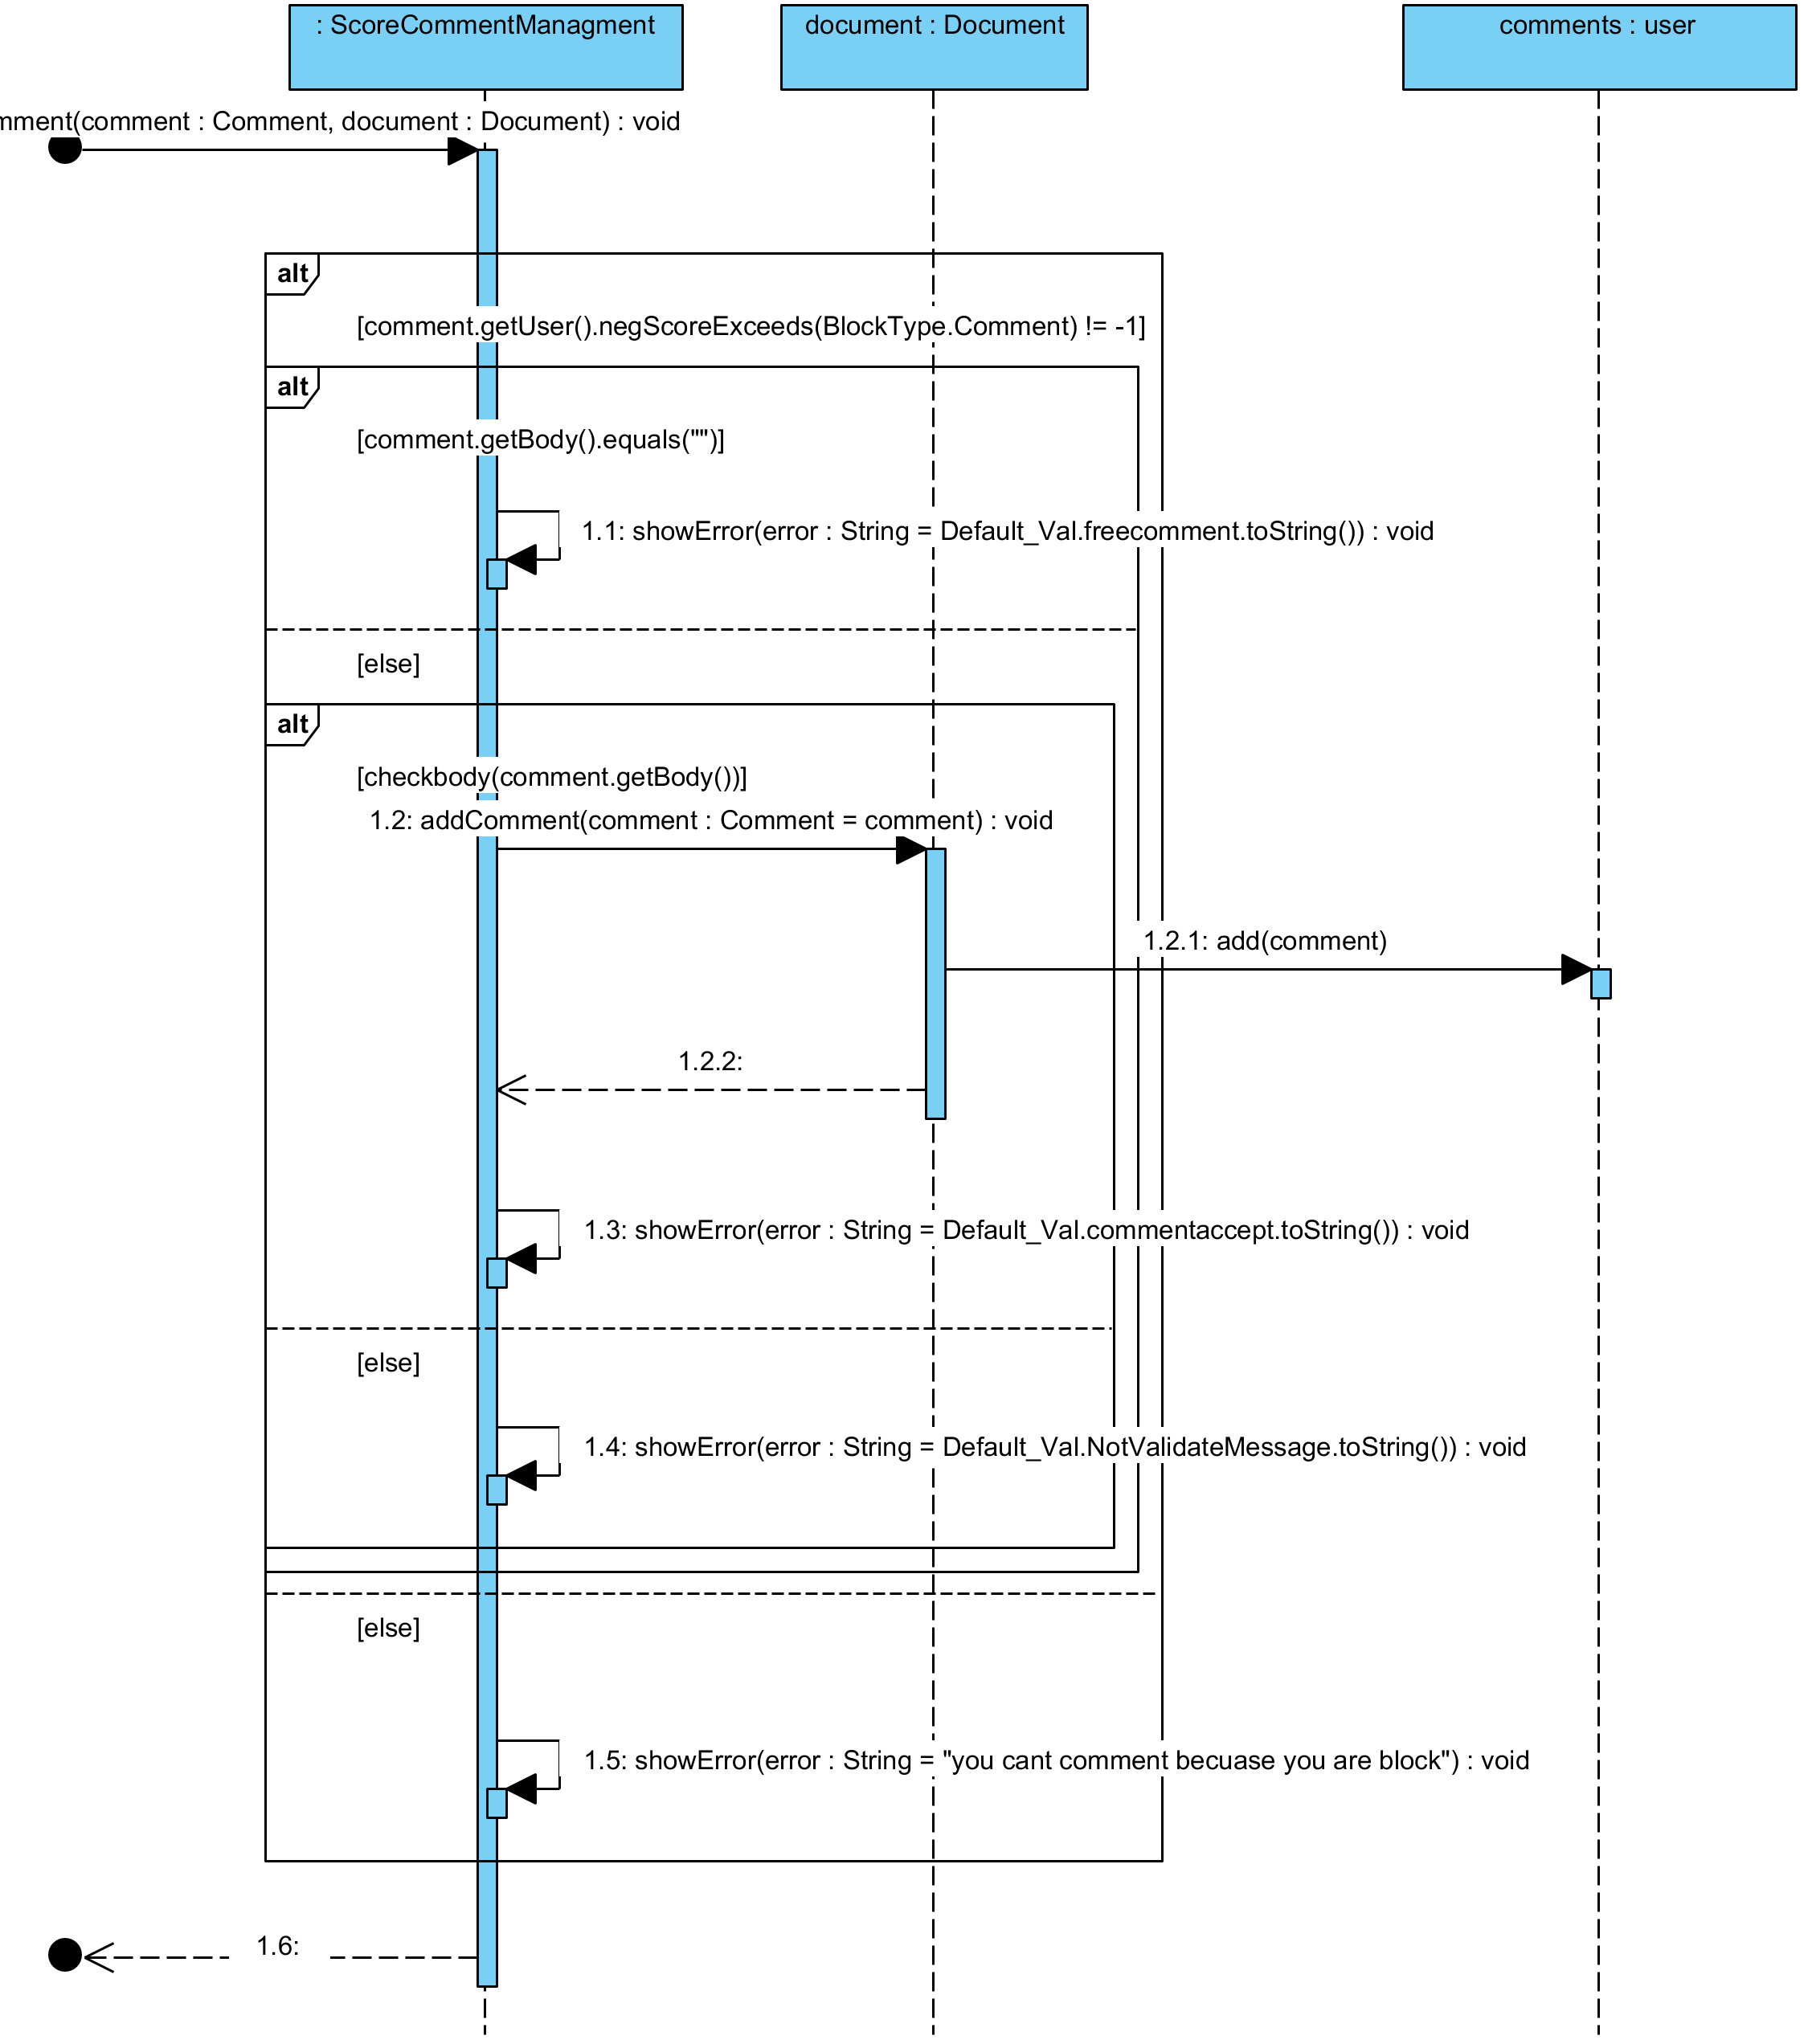 : ScoreCommentManagment
document : Document
comments : user
mment(comment : Comment, document : Document) : void
alt
[comment.getUser().negScoreExceeds(BlockType.Comment) != -1]
alt
[comment.getBody().equals("")]
1.1: showError(error : String = Default_Val.freecomment.toString()) : void
[else]
alt
[checkbody(comment.getBody())]
1.2: addComment(comment : Comment = comment) : void
1.2.1: add(comment)
1.2.2:
1.3: showError(error : String = Default_Val.commentaccept.toString()) : void
[else]
1.4: showError(error : String = Default_Val.NotValidateMessage.toString()) : void
[else]
1.5: showError(error : String = "you cant comment becuase you are block") : void
1.6: